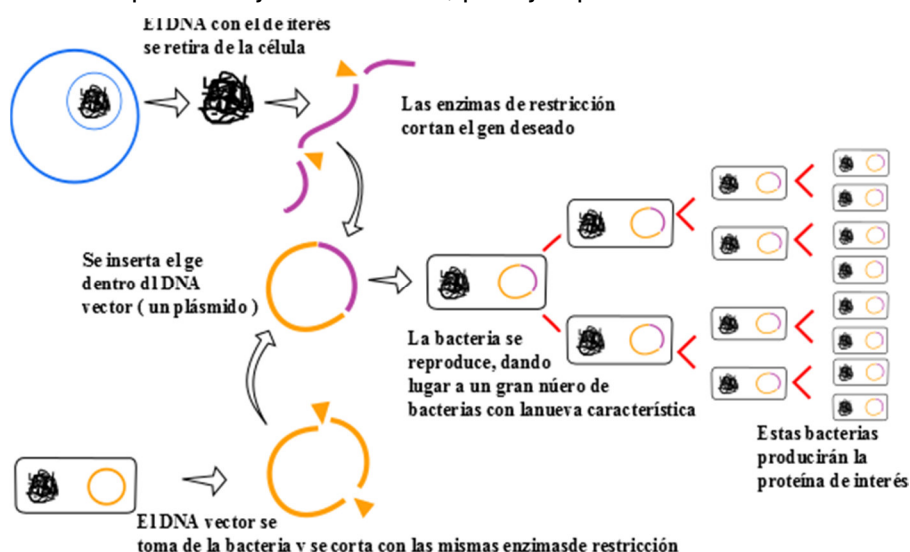 El DNA con el de iterés
se retira de la célula
Las enzimas de restricción
cortan el gen deseado
Se inserta el ge
dentro dl DNA
vector ( un plásmido )
La bacteria se
reproduce, dando
lugar a un gran núero de
bacterias con lanueva característica
Estas bacterias
producirán la
proteína de interés
El DNA vector se
toma de la bacteria y se corta con las mismas enzimasde restricción